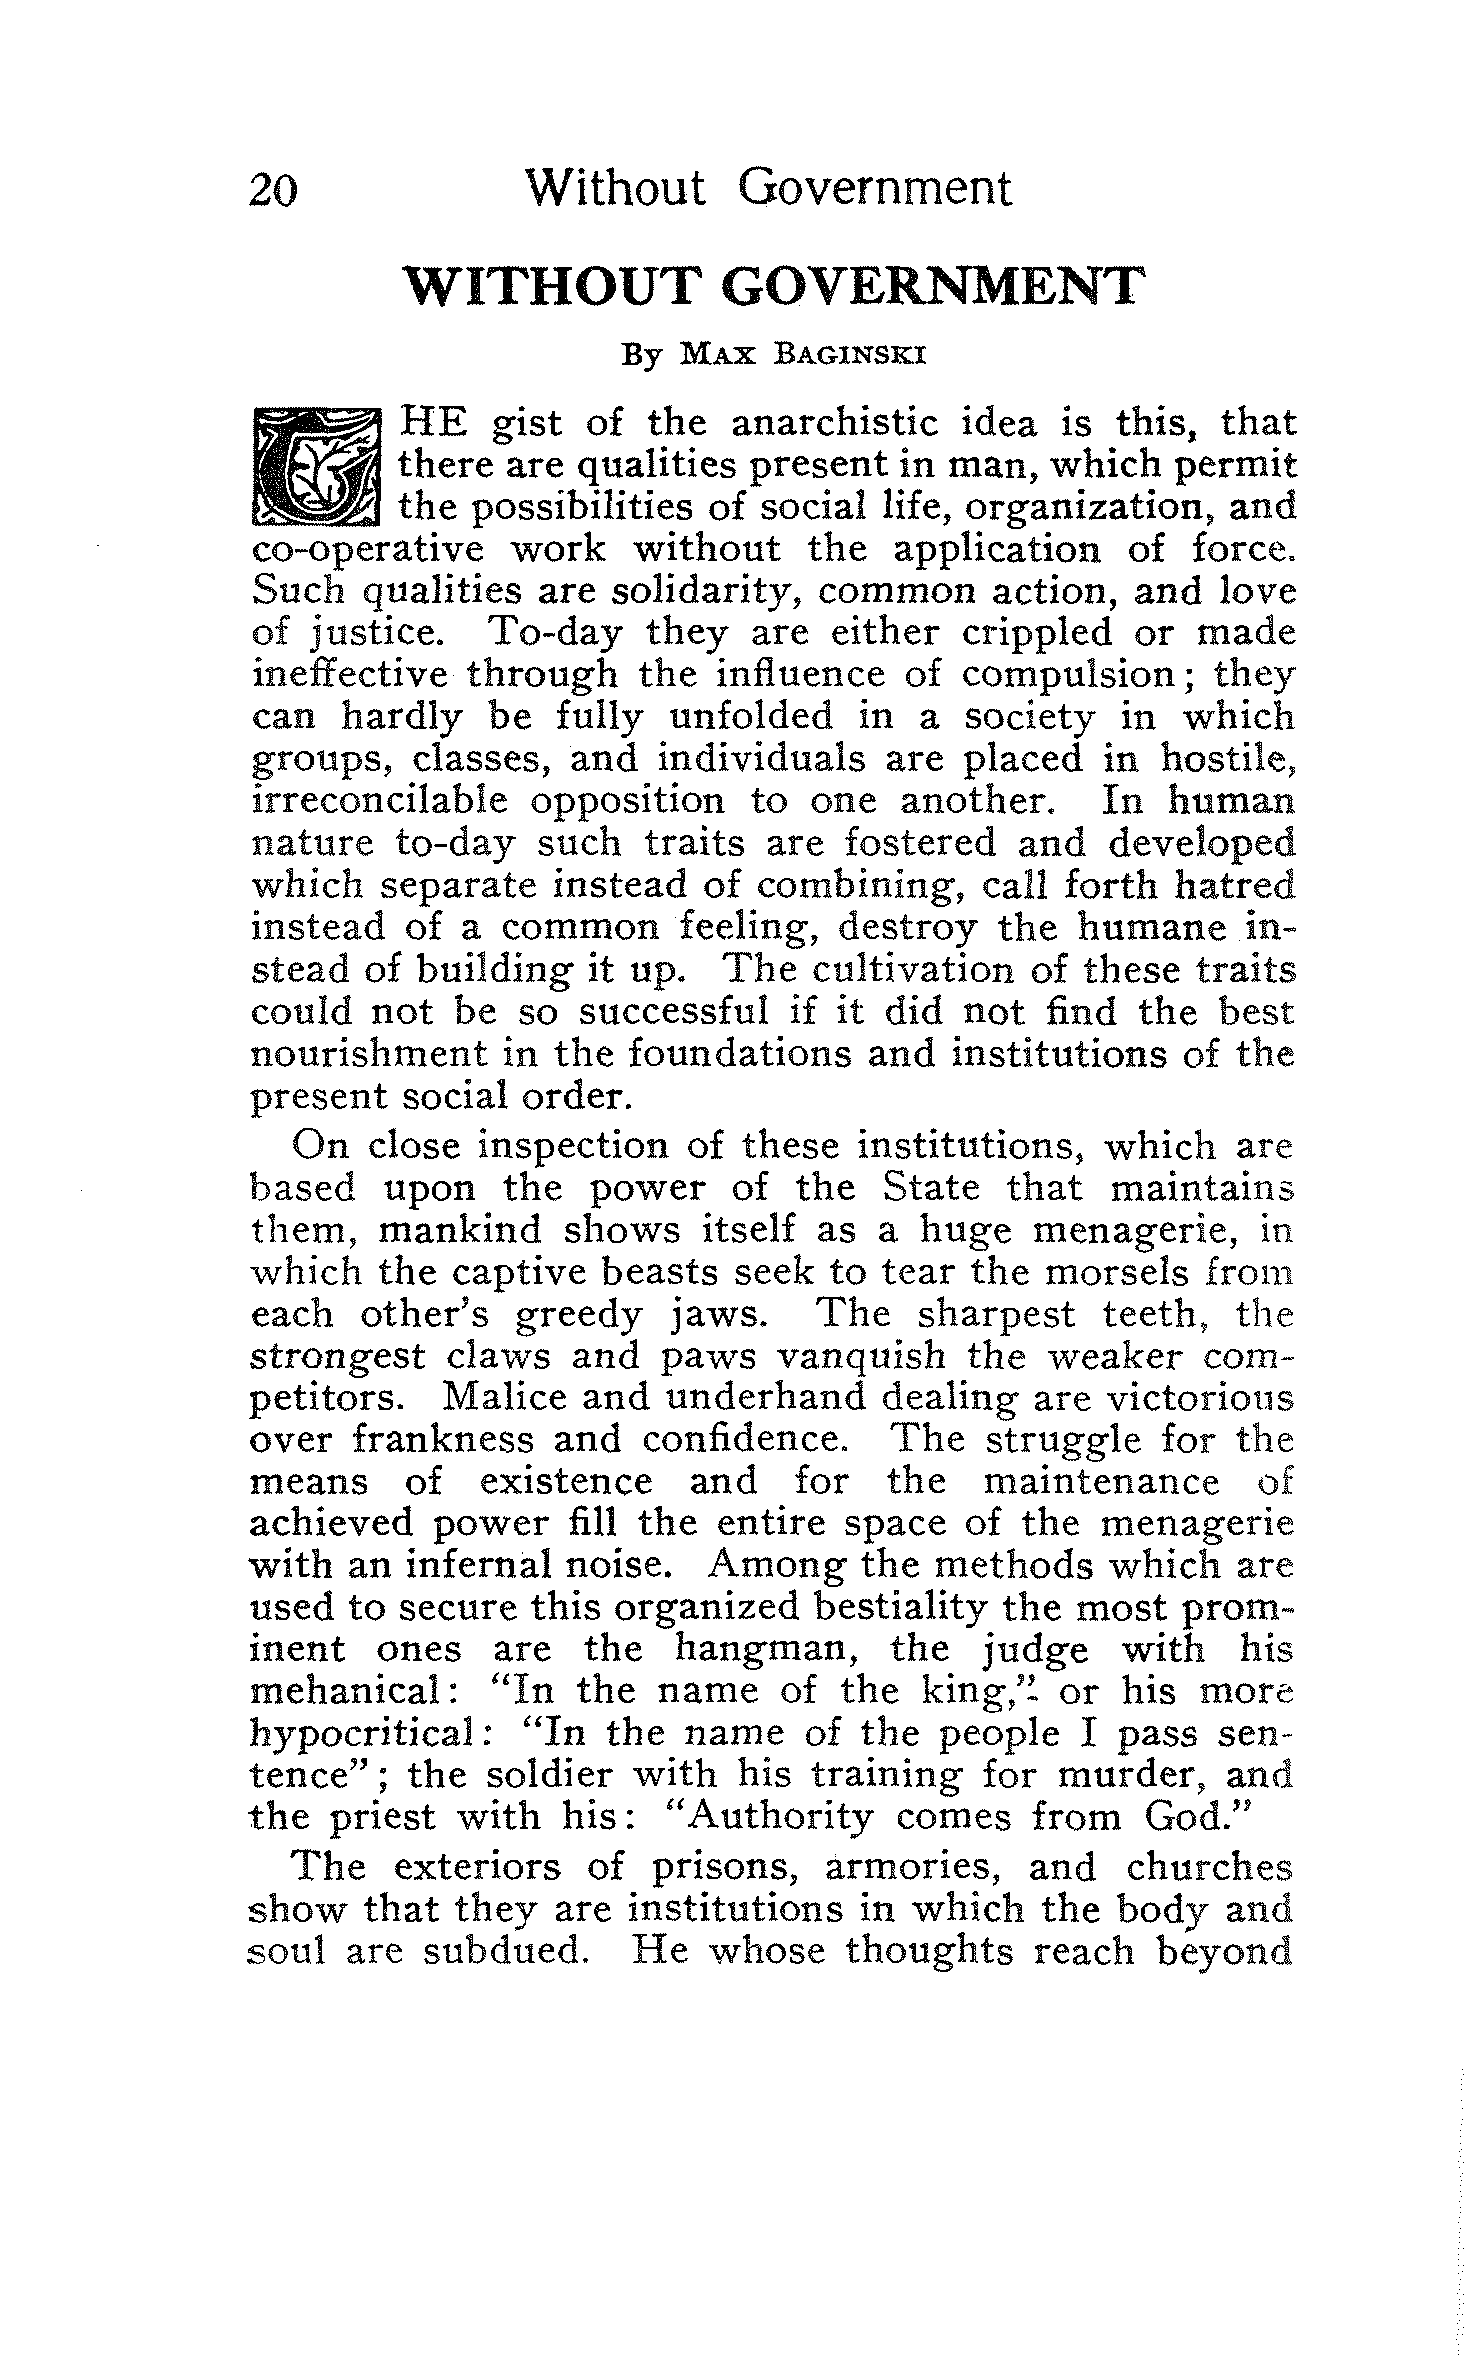 20 Without Government
WITHOUT GOVERNMENT
By MAX BAGINSKI
THE gist of the anarchistic idea is this, that
there are qualities present in man, which permit
the possibilities of social life, organization, and
co-operative work without the application of force.
Such qualities are solidarity, common action, and love
of justice. To-day they are either crippled or made
ineffective through the influence of compulsion; they
can hardly be fully unfolded in a society in which
groups, classes, and individuals are placed in hostile,
irreconcilable opposition to one another. In human
nature to-day such traits are fostered and developed
which separate instead of combining, call forth hatred
instead of a common feeling, destroy the humane in-
stead of building it up. The cultivation of these traits
could not be so successful if it did not find the best
nourishment in the foundations and institutions of the
present social order.
On close inspection of these institutions, which are
based upon the power of the State that maintains
them, mankind shows itself as a huge menagerie, in
which the captive beasts seek to tear the morsels from
each other's greedy jaws. The sharpest teeth, the
strongest claws and paws vanquish the weaker com-
petitors. Malice and underhand dealing are victorious
over frankness and confidence. The struggle for the
means of existence and for the maintenance of
achieved power fill the entire space of the menagerie
with an infernal noise. Among the methods which are
used to secure this organized bestiality the most prom-
inent ones are the hangman, the judge with his
mehanical: "In the name of the king," or his more
hypocritical: "In the name of the people I pass sen-
tence"; the soldier with his training for murder, and
the priest with his: "Authority comes from God."
The exteriors of prisons, armories, and churches
show that they are institutions in which the body and
soul are subdued. He whose thoughts reach beyond